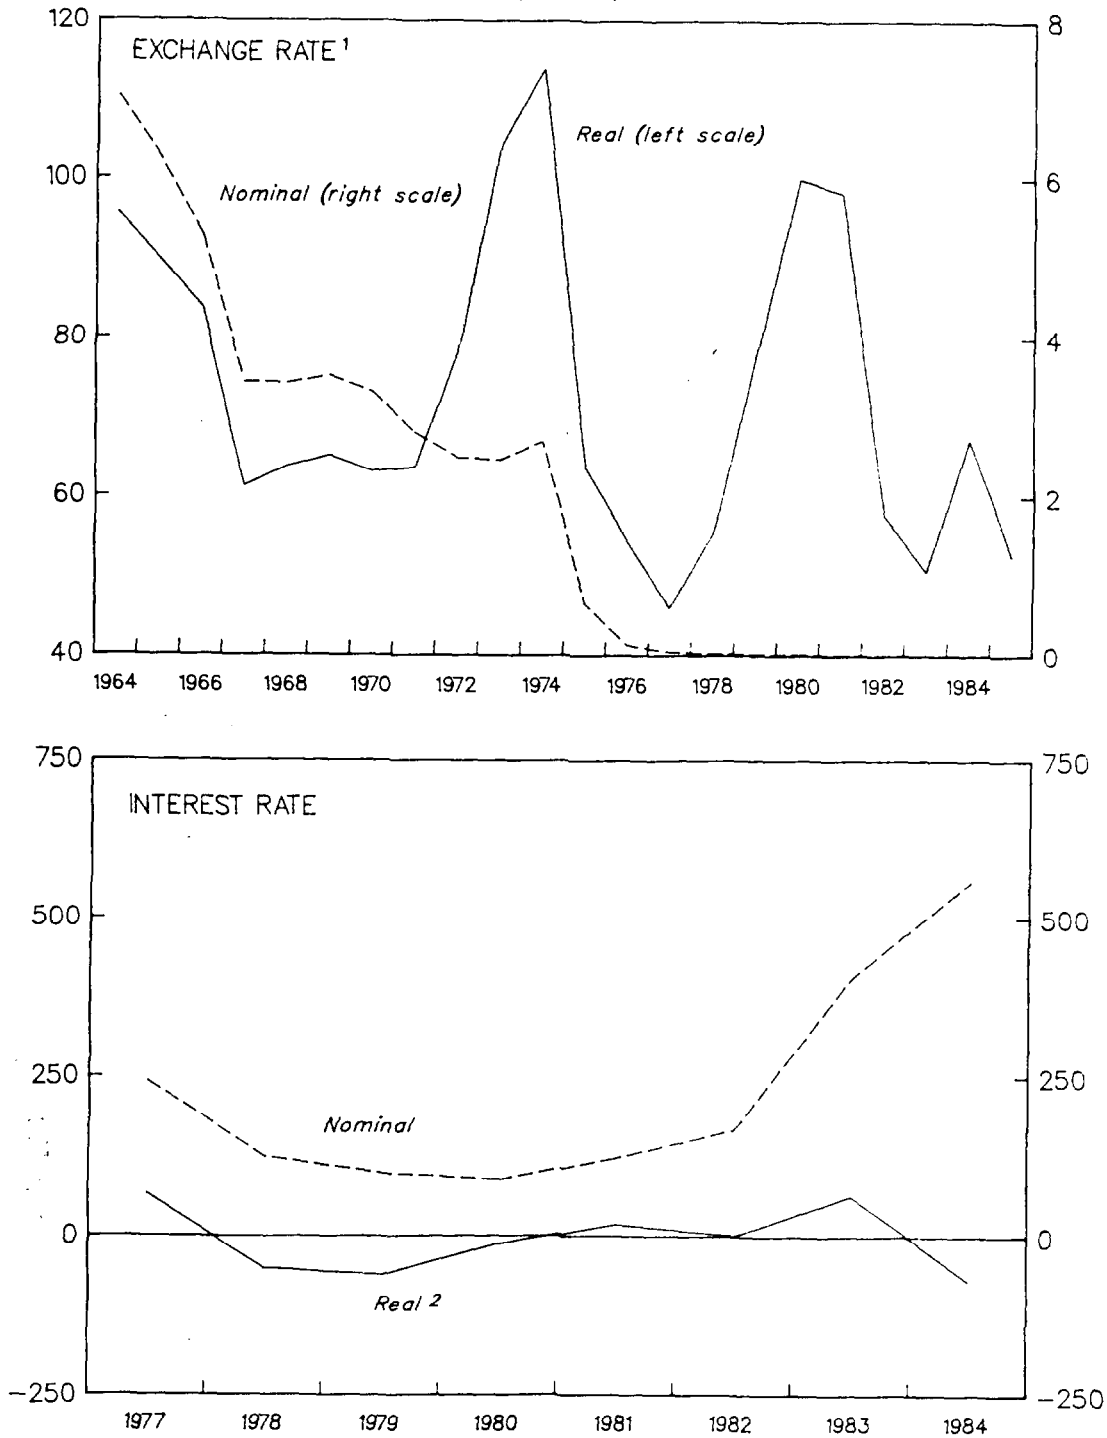 120
8
EXCHANGE RATE¹
Real (left scale)
100
6
Nominal (right scale)
80
4
60
2
40
0
1964 1966 1968 1970 1972 1974 1976 1978 1980 1982 1984
750
750
INTEREST RATE
500
500
250
250
Nominal
0
0
Real ²
-250
-250
1977 1978 1979 1980 1981 1982 1983 1984